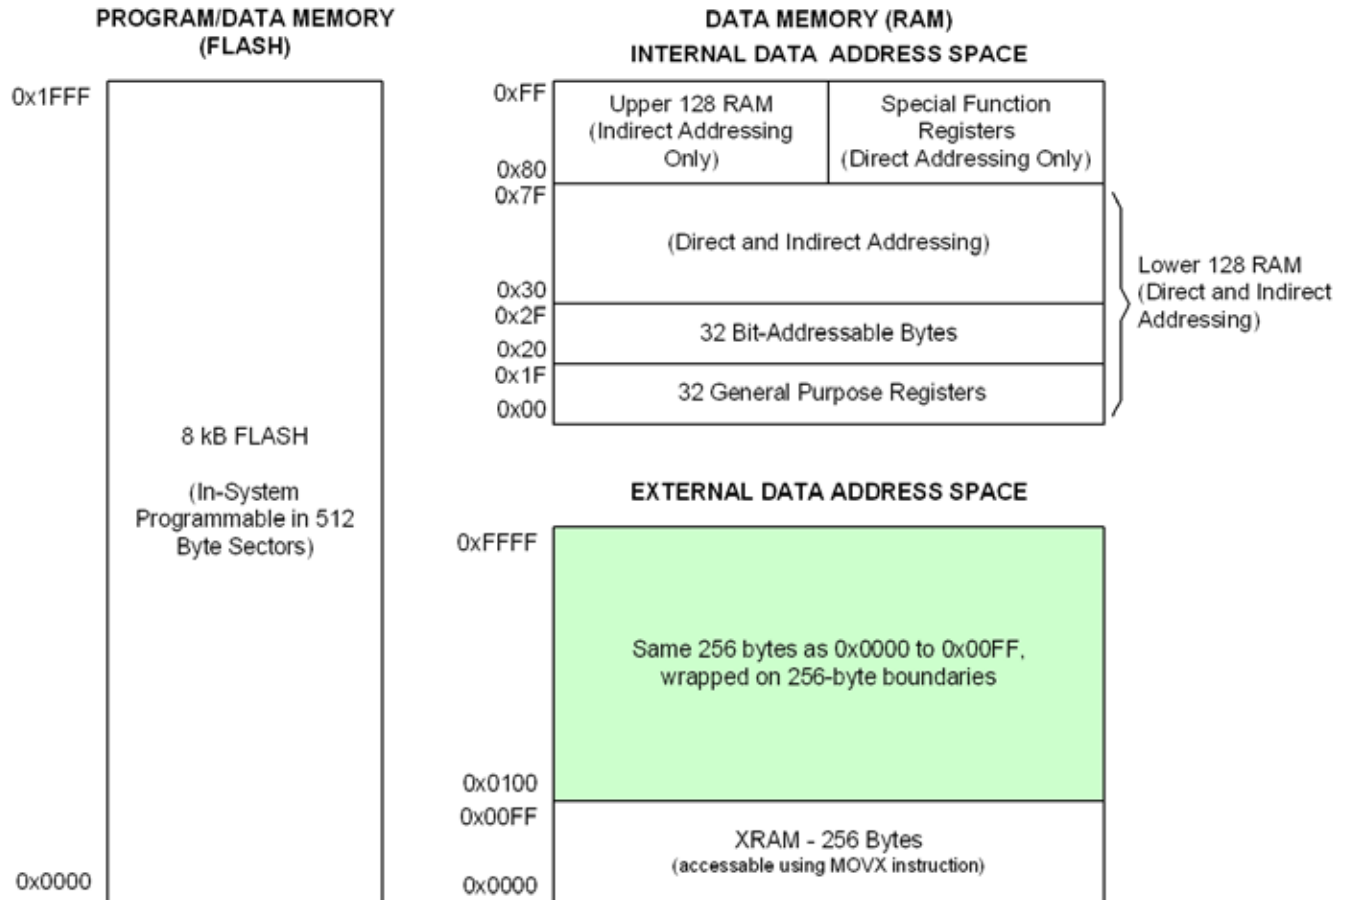 PROGRAM/DATA MEMORY
(FLASH)
0x1FFF
8 kB FLASH
(In-System
Programmable in 512
Byte Sectors)
0x0000
DATA MEMORY (RAM)
INTERNAL DATA ADDRESS SPACE
0xFF
Upper 128 RAM
(Indirect Addressing
Only)
Special Function
Registers
(Direct Addressing Only)
0x80
0x7F
(Direct and Indirect Addressing)
0x30
0x2F
32 Bit-Addressable Bytes
0x20
0x1F
32 General Purpose Registers
0x00
Lower 128 RAM
(Direct and Indirect
Addressing)
EXTERNAL DATA ADDRESS SPACE
0xFFFF
Same 256 bytes as 0x0000 to 0x00FF,
wrapped on 256-byte boundaries
0x0100
0x00FF
XRAM - 256 Bytes
(accessable using MOVX instruction)
0x0000